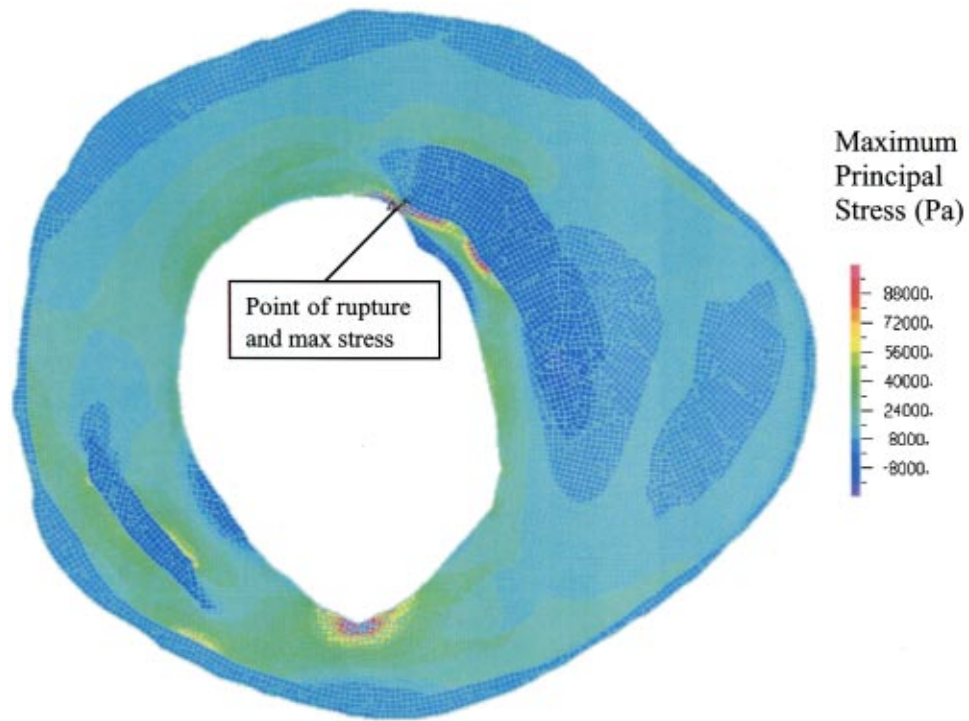 Maximum
Principal
Stress (Pa)
Point of rupture
and max stress
88000.
72000.
56000.
40000.
24000.
8000.
-8000.